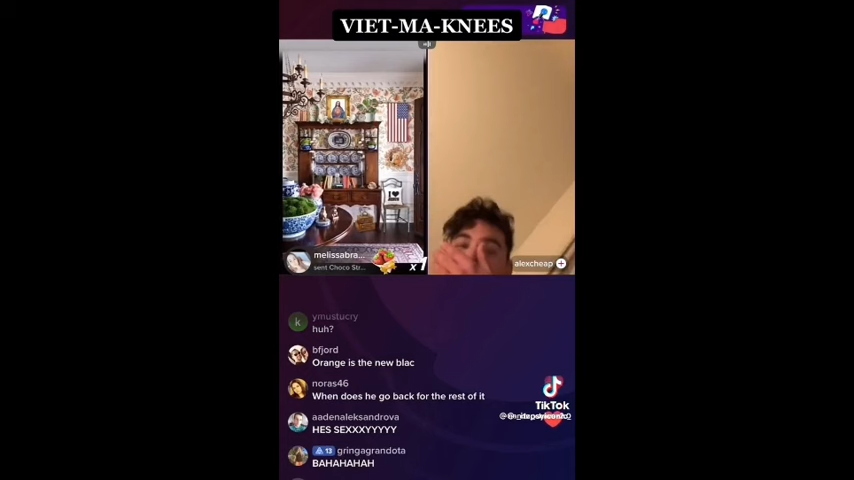 VIET-MA-KNEES
melissabra...
sent Choco Str...
x1
alexcheap
ymustucry
huh?
bfjord
Orange is the new blac
noras46
When does he go back for the rest of it
aadenaleksandrova
HES SEXXXYYYYY
13 gringagrandota
BAHAHAHAH
TikTok